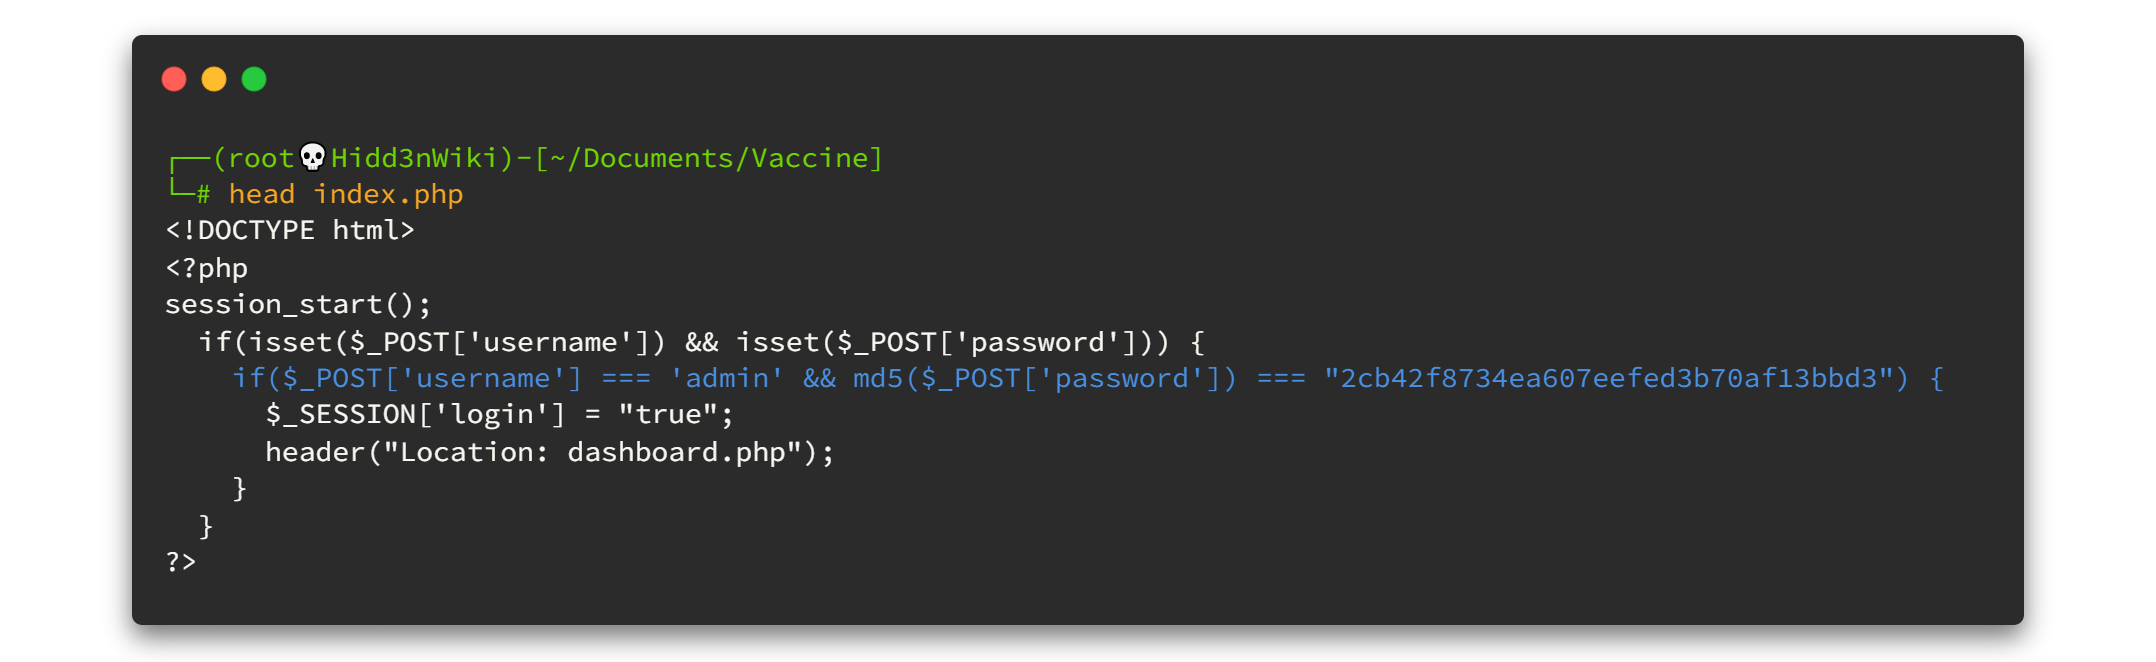 ┌──(root💀Hidd3nWiki)-[~/Documents/Vaccine]
└─# head index.php
<!DOCTYPE html>
<?php
session_start();
  if(isset($_POST['username']) && isset($_POST['password'])) {
    if($_POST['username'] === 'admin' && md5($_POST['password']) === "2cb42f8734ea607eefed3b70af13bbd3") {
      $_SESSION['login'] = "true";
      header("Location: dashboard.php");
    }
  }
?>